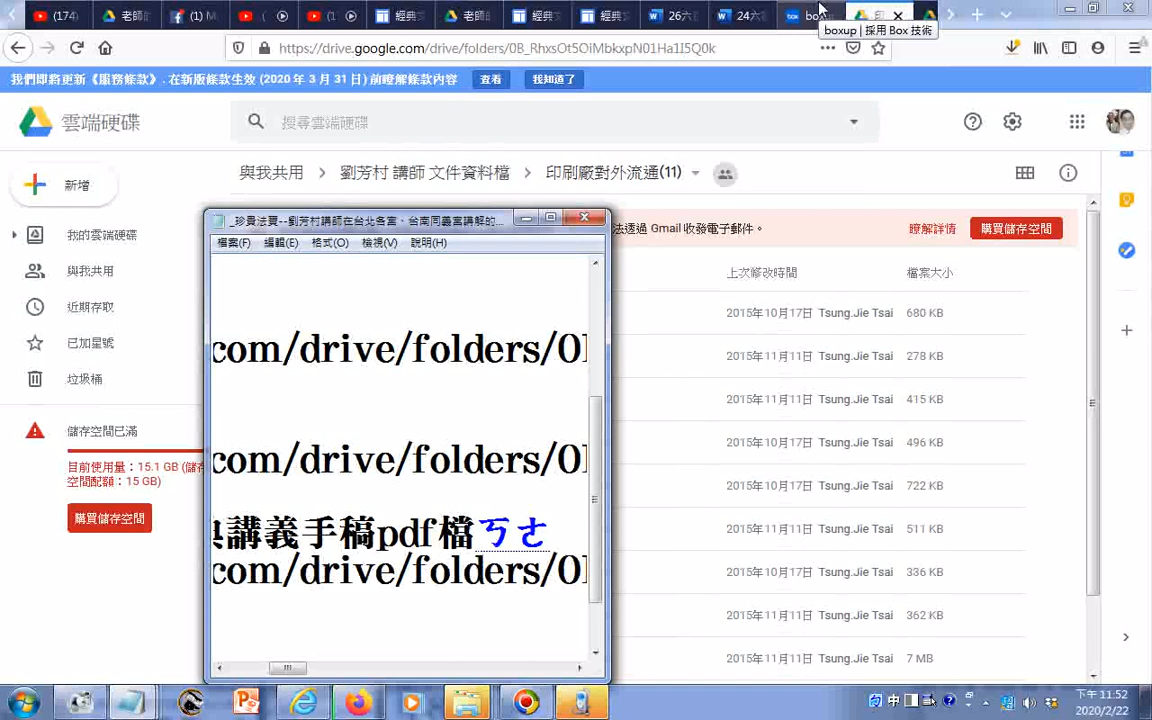 (174)
老師的
(1) M
(
(1
經典
老師
經典
經典
26六
24六
box
boxup | 採用 Box 技術
https://drive.google.com/drive/folders/0B_RhxsOt5OiMbkxpN01Ha1I5Q0k
我們即將更新《服務條款》. 在新版條款生效 (2020 年 3 月 31 日) 前瞭解條款內容
查看
我知道了
雲端硬碟
搜尋雲端硬碟
新增
與我共用 > 劉芳村 講師 文件資料檔 > 印刷廠對外流通(11)
我的雲端硬碟
與我共用
近期存取
已加星號
垃圾桶
儲存空間已滿
目前使用量：15.1 GB (儲存
空間配額：15 GB)
購買儲存空間
_珍貴法寶--劉芳村講師在台北各宮、台南同義宮講解的...
檔案(F) 編輯(E) 格式(O) 檢視(V) 說明(H)
com/drive/folders/0
com/drive/folders/0
講義手稿pdf檔ㄎㄜ
com/drive/folders/0
法透過 Gmail 收發電子郵件。
瞭解詳情
購買儲存空間
上次修改時間 檔案大小
2015年10月17日 Tsung.Jie Tsai 680 KB
2015年11月11日 Tsung.Jie Tsai 278 KB
2015年11月11日 Tsung.Jie Tsai 415 KB
2015年10月17日 Tsung.Jie Tsai 496 KB
2015年11月11日 Tsung.Jie Tsai 722 KB
2015年11月11日 Tsung.Jie Tsai 511 KB
2015年10月17日 Tsung.Jie Tsai 336 KB
2015年11月11日 Tsung.Jie Tsai 362 KB
2015年11月11日 Tsung.Jie Tsai 7 MB
中
下午 11:52
2020/2/22